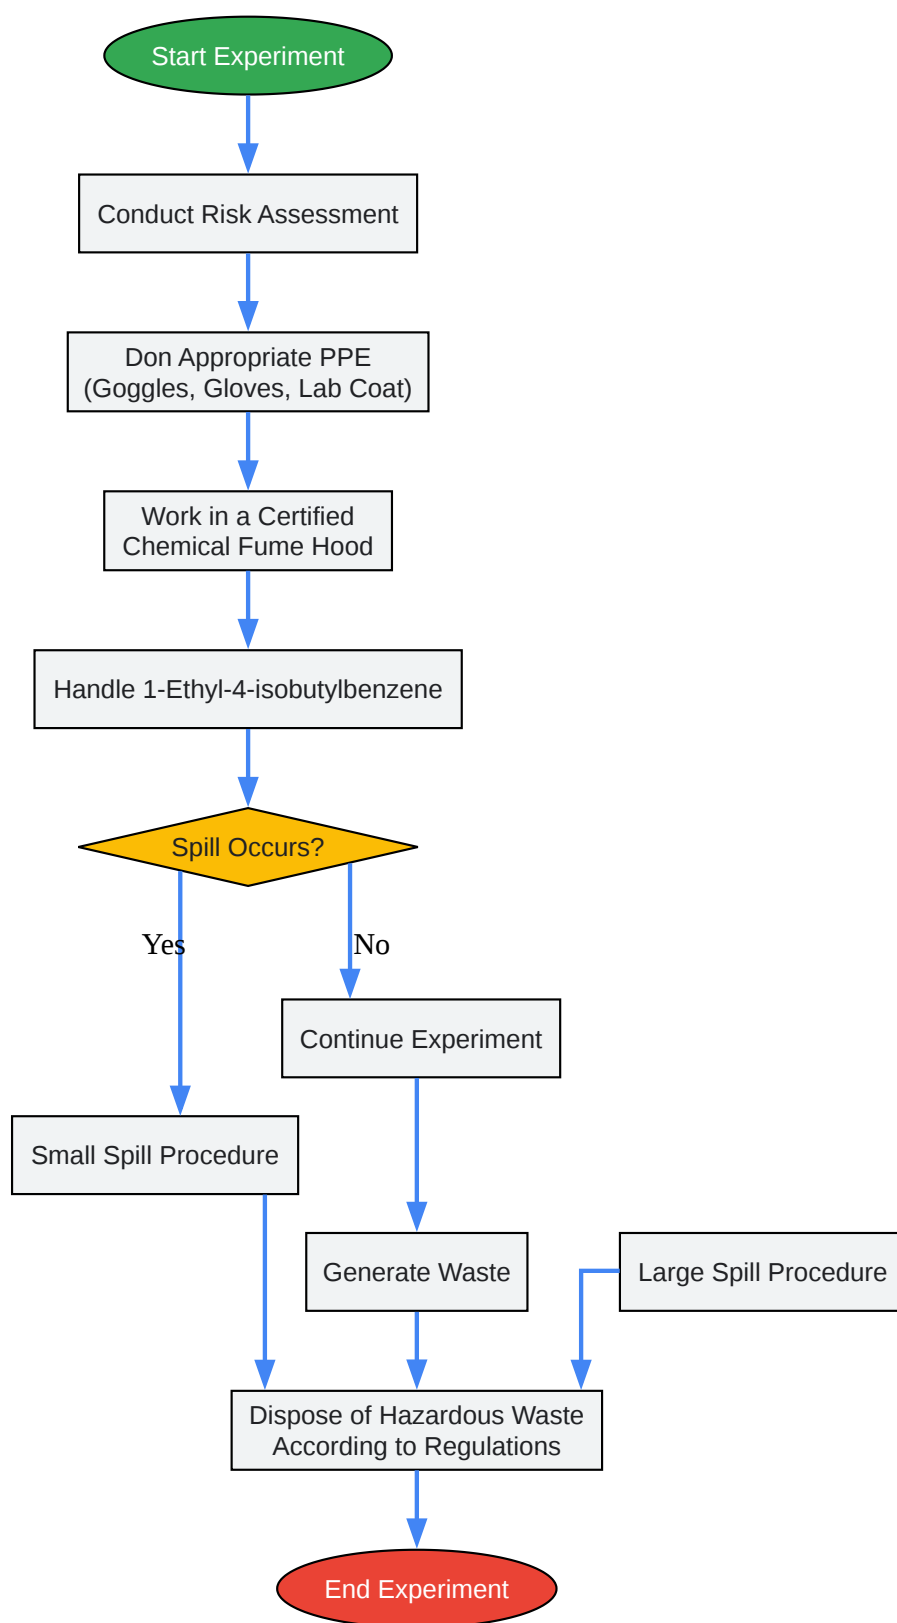 Start Experiment
Conduct Risk Assessment
Don Appropriate PPE
(Goggles, Gloves, Lab Coat)
Work in a Certified
Chemical Fume Hood
Handle 1-Ethyl-4-isobutylbenzene
Spill Occurs?
Yes
No
Continue Experiment
Small Spill Procedure
Generate Waste
Large Spill Procedure
Dispose of Hazardous Waste
According to Regulations
End Experiment